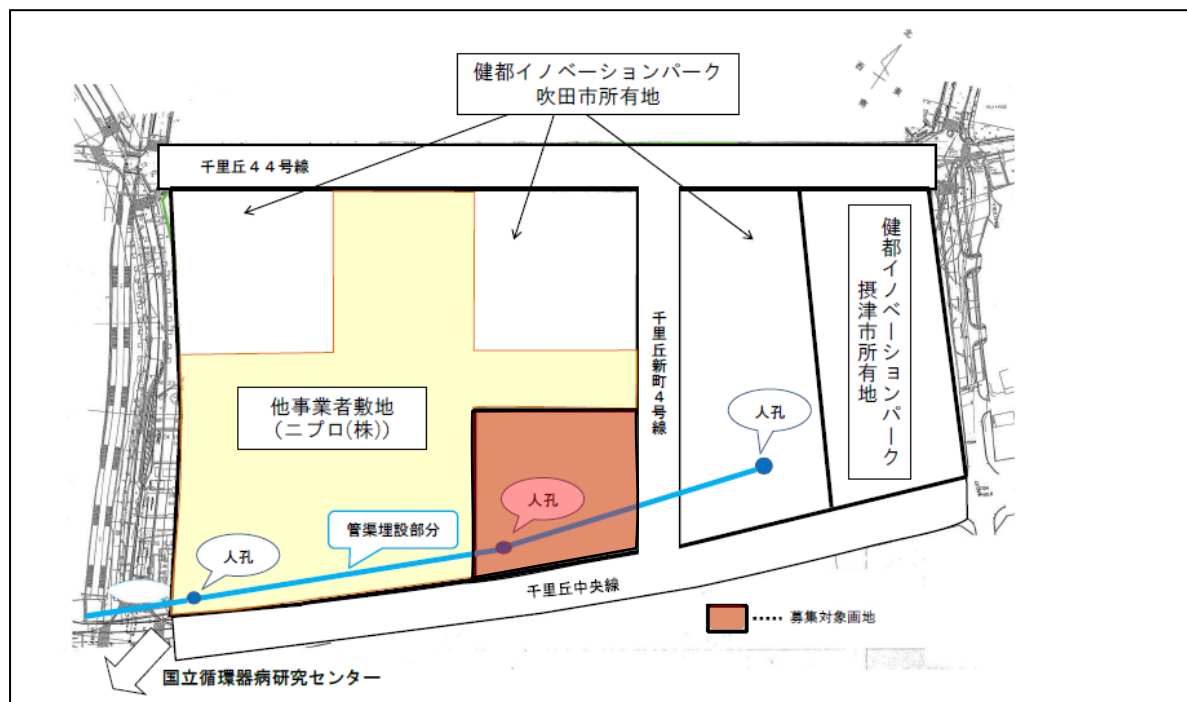 健都イノベーションパーク
吹田市所有地
北
西
東
南
千里丘44号線
千里丘新町4号線
健都イノベーションパーク
摂津市所有地
他事業者敷地
(ニプロ(株))
人孔
人孔
管渠埋設部分
人孔
千里丘中央線
····· 募集対象画地
国立循環器病研究センター